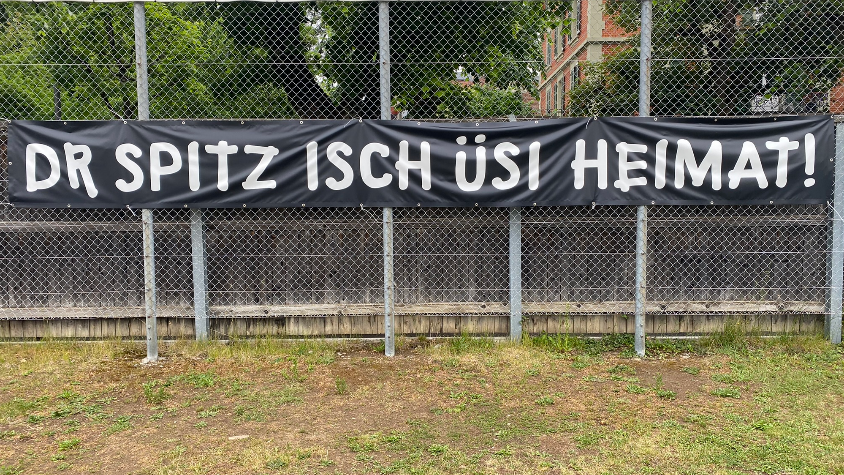 DR SPITZ ISCH ÜSI HEIMAT!